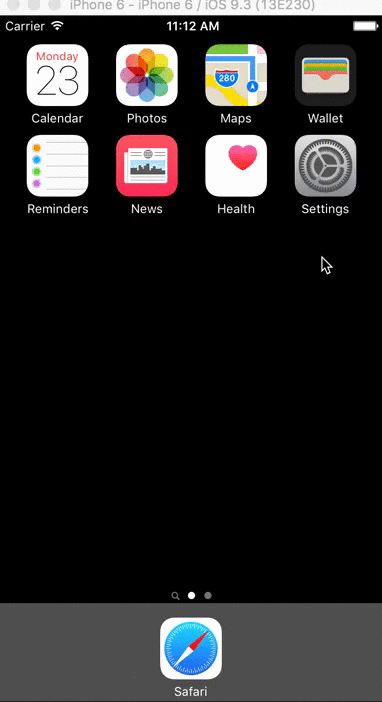 iPhone 6 - iPhone 6 / iOS 9.3 (13E230)
Carrier 11:12 AM
Monday
23
280
Calendar Photos Maps Wallet
Reminders News Health Settings
Safari